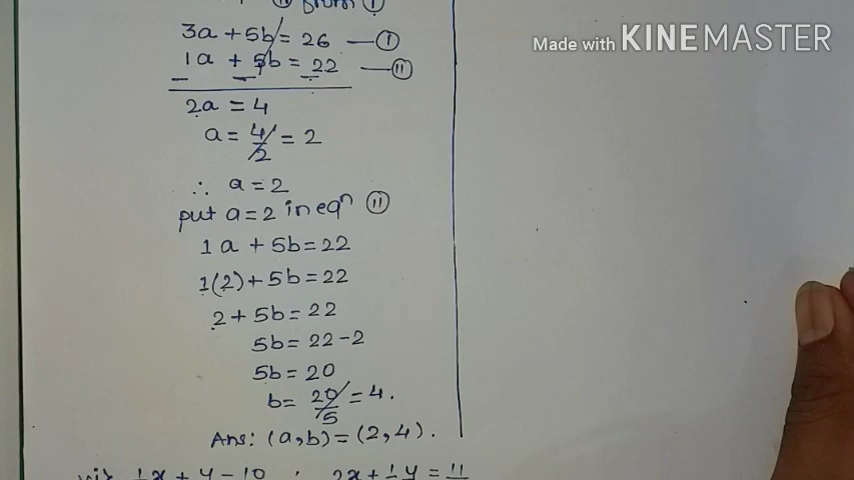 Made with KINEMASTER
3a + 5b = 26 — (I)
1a + 5b = 22 — (II)
2a = 4
a = 4/2 = 2
∴ a = 2
put a = 2 in eqⁿ (II)
1a + 5b = 22
1(2) + 5b = 22
2 + 5b = 22
5b = 22 - 2
5b = 20
b = 20/5 = 4.
Ans: (a,b) = (2,4).